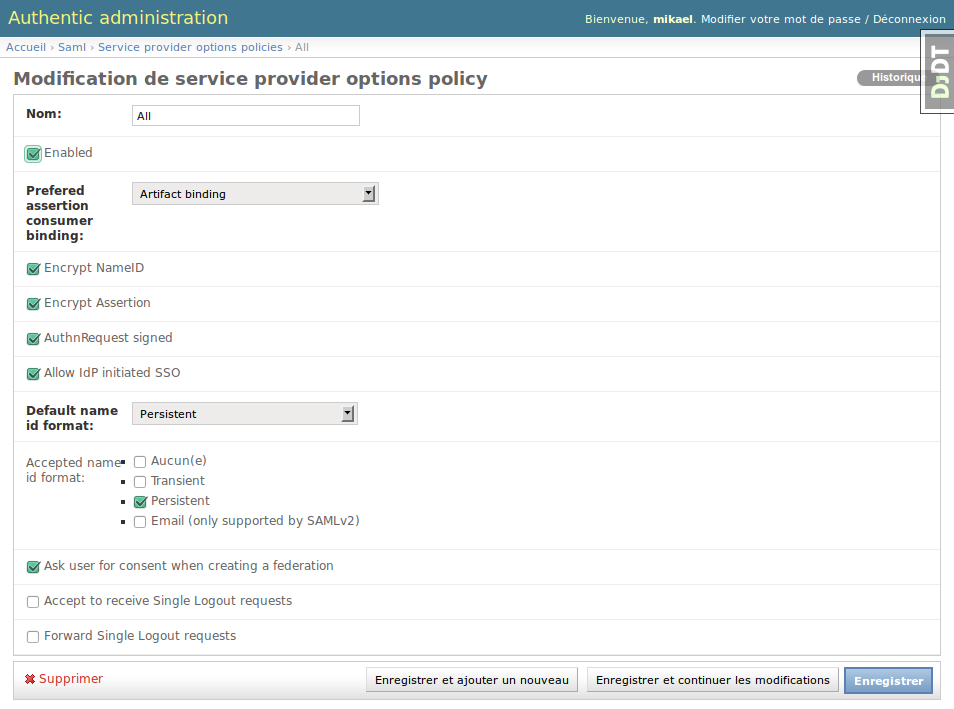 Authentic administration
Bienvenue, mikael. Modifier votre mot de passe / Déconnexion
Accueil › Saml › Service provider options policies › All
Modification de service provider options policy
Historiqu
DjDT
Nom:
All
Enabled
Prefered
assertion
consumer
binding:
Artifact binding
Encrypt NameID
Encrypt Assertion
AuthnRequest signed
Allow IdP initiated SSO
Default name
id format:
Persistent
Accepted name
id format:
Aucun(e)
Transient
Persistent
Email (only supported by SAMLv2)
Ask user for consent when creating a federation
Accept to receive Single Logout requests
Forward Single Logout requests
Supprimer
Enregistrer et ajouter un nouveau
Enregistrer et continuer les modifications
Enregistrer